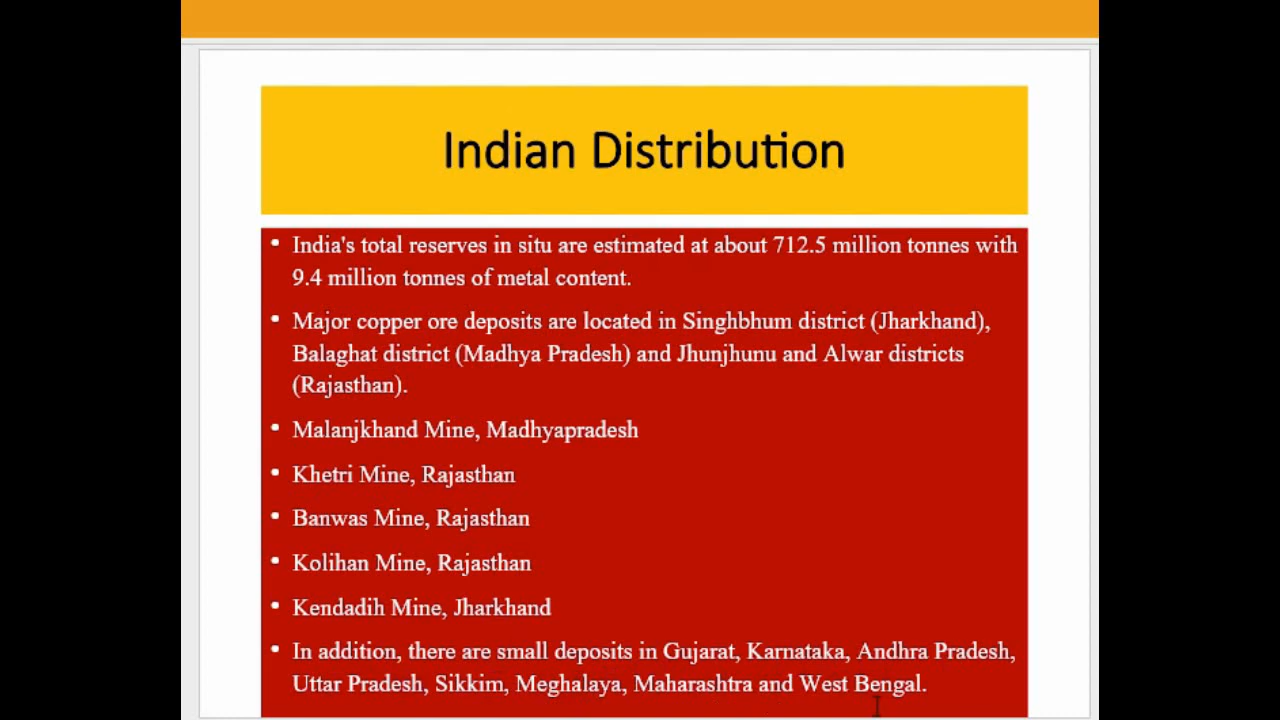 Indian Distribution
• India's total reserves in situ are estimated at about 712.5 million tonnes with
9.4 million tonnes of metal content.
• Major copper ore deposits are located in Singhbhum district (Jharkhand),
Balaghat district (Madhya Pradesh) and Jhunjhunu and Alwar districts
(Rajasthan).
• Malanjkhand Mine, Madhyapradesh
• Khetri Mine, Rajasthan
• Banwas Mine, Rajasthan
• Kolihan Mine, Rajasthan
• Kendadih Mine, Jharkhand
• In addition, there are small deposits in Gujarat, Karnataka, Andhra Pradesh,
Uttar Pradesh, Sikkim, Meghalaya, Maharashtra and West Bengal.